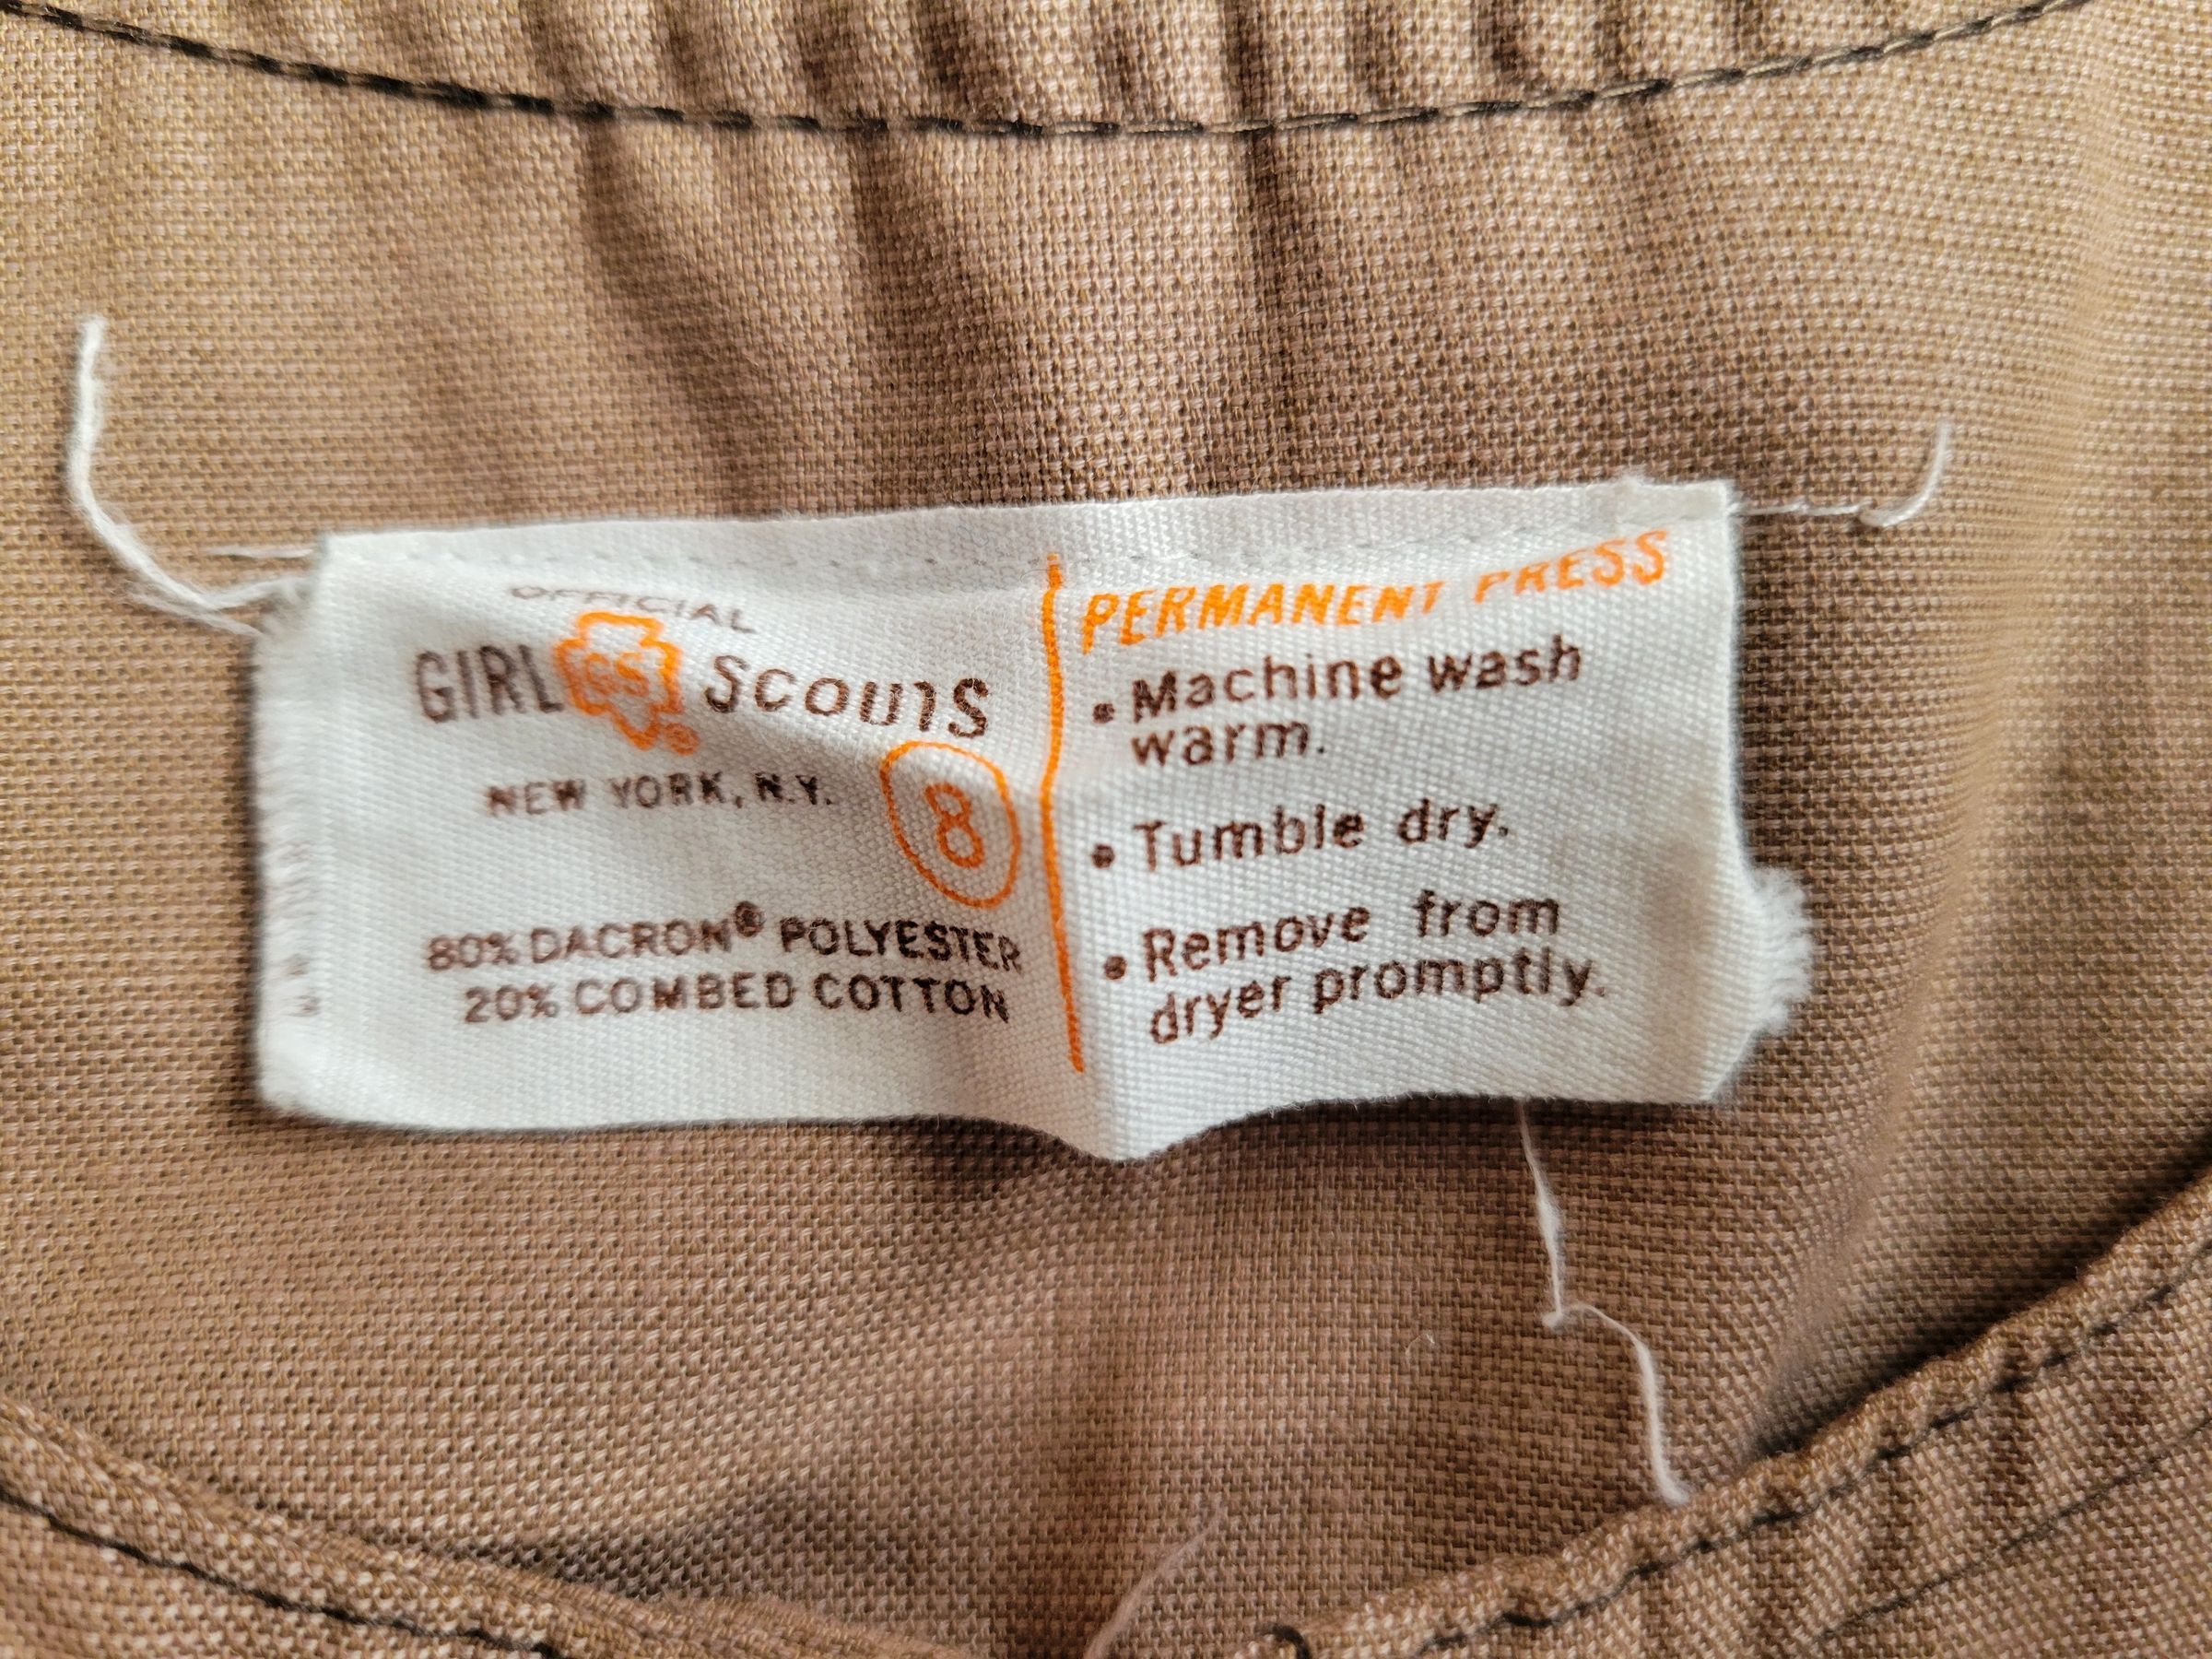 OFFICIAL
GIRL GS SCOUTS
®
NEW YORK, N.Y.
8
80% DACRON® POLYESTER
20% COMBED COTTON
PERMANENT PRESS
• Machine wash
warm.
• Tumble dry.
• Remove from
dryer promptly.